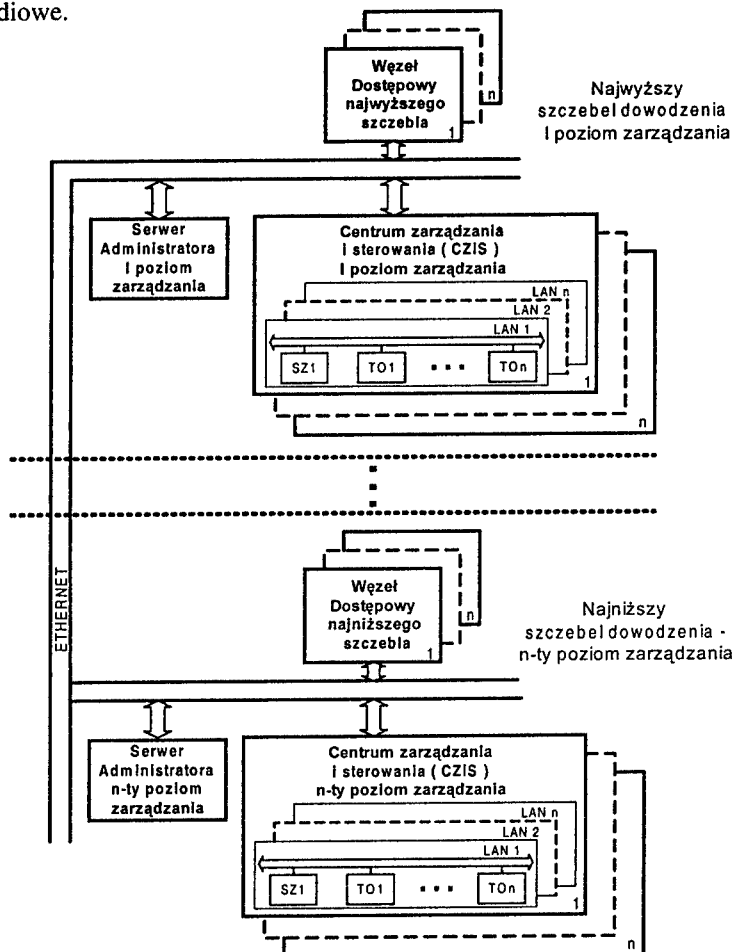 diowe.
Węzeł
Dostępowy
najwyższego
szczebla
1
n
Najwyższy
szczebel dowodzenia
I poziom zarządzania
Serwer
Administratora
I poziom
zarządzania
Centrum zarządzania
i sterowania ( CZIS )
I poziom zarządzania
LAN n
LAN 2
LAN 1
SZ1
TO1
TOn
1
n
ETHERNET
Węzeł
Dostępowy
najniższego
szczebla
1
n
Najniższy
szczebel dowodzenia -
n-ty poziom zarządzania
Serwer
Administratora
n-ty poziom
zarządzania
Centrum zarządzania
i sterowania ( CZIS )
n-ty poziom zarządzania
LAN n
LAN 2
LAN 1
SZ1
TO1
TOn
1
n